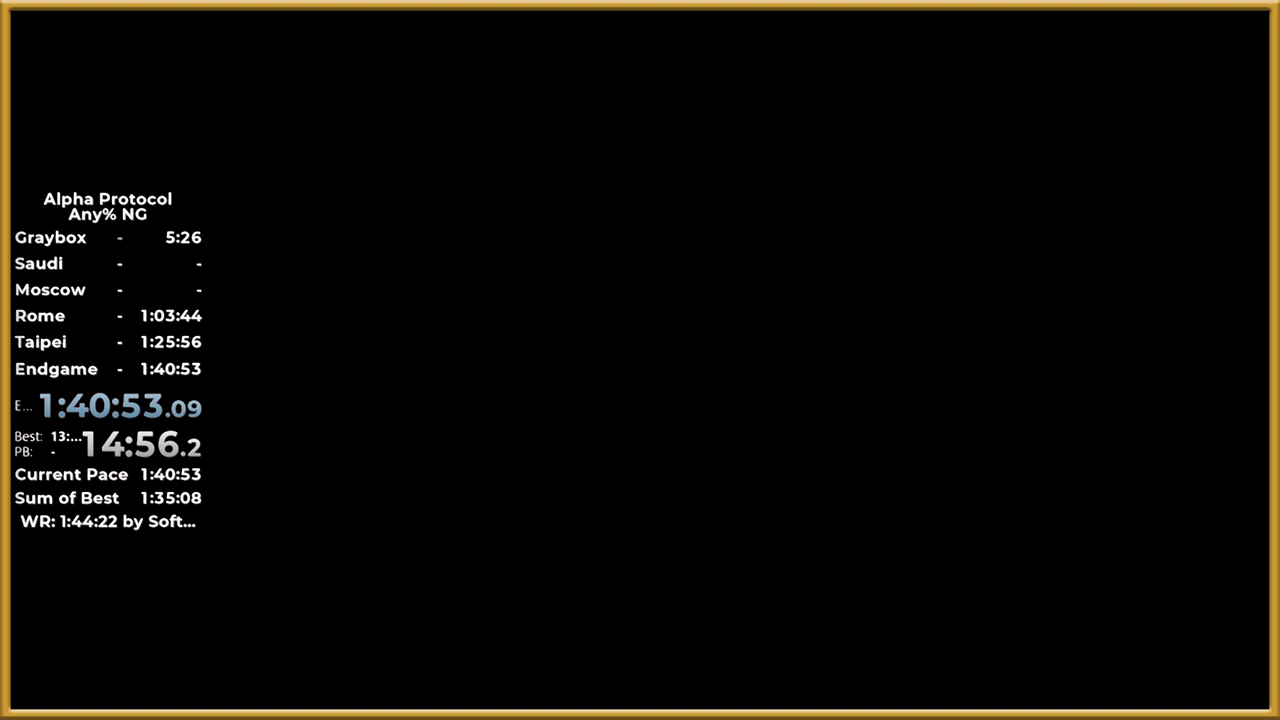 Alpha Protocol
Any% NG
Graybox - 5:26
Saudi - -
Moscow - -
Rome - 1:03:44
Taipei - 1:25:56
Endgame - 1:40:53
E... 1:40:53.09
Best: 13:... 14:56.2
PB: -
Current Pace 1:40:53
Sum of Best 1:35:08
WR: 1:44:22 by Soft...